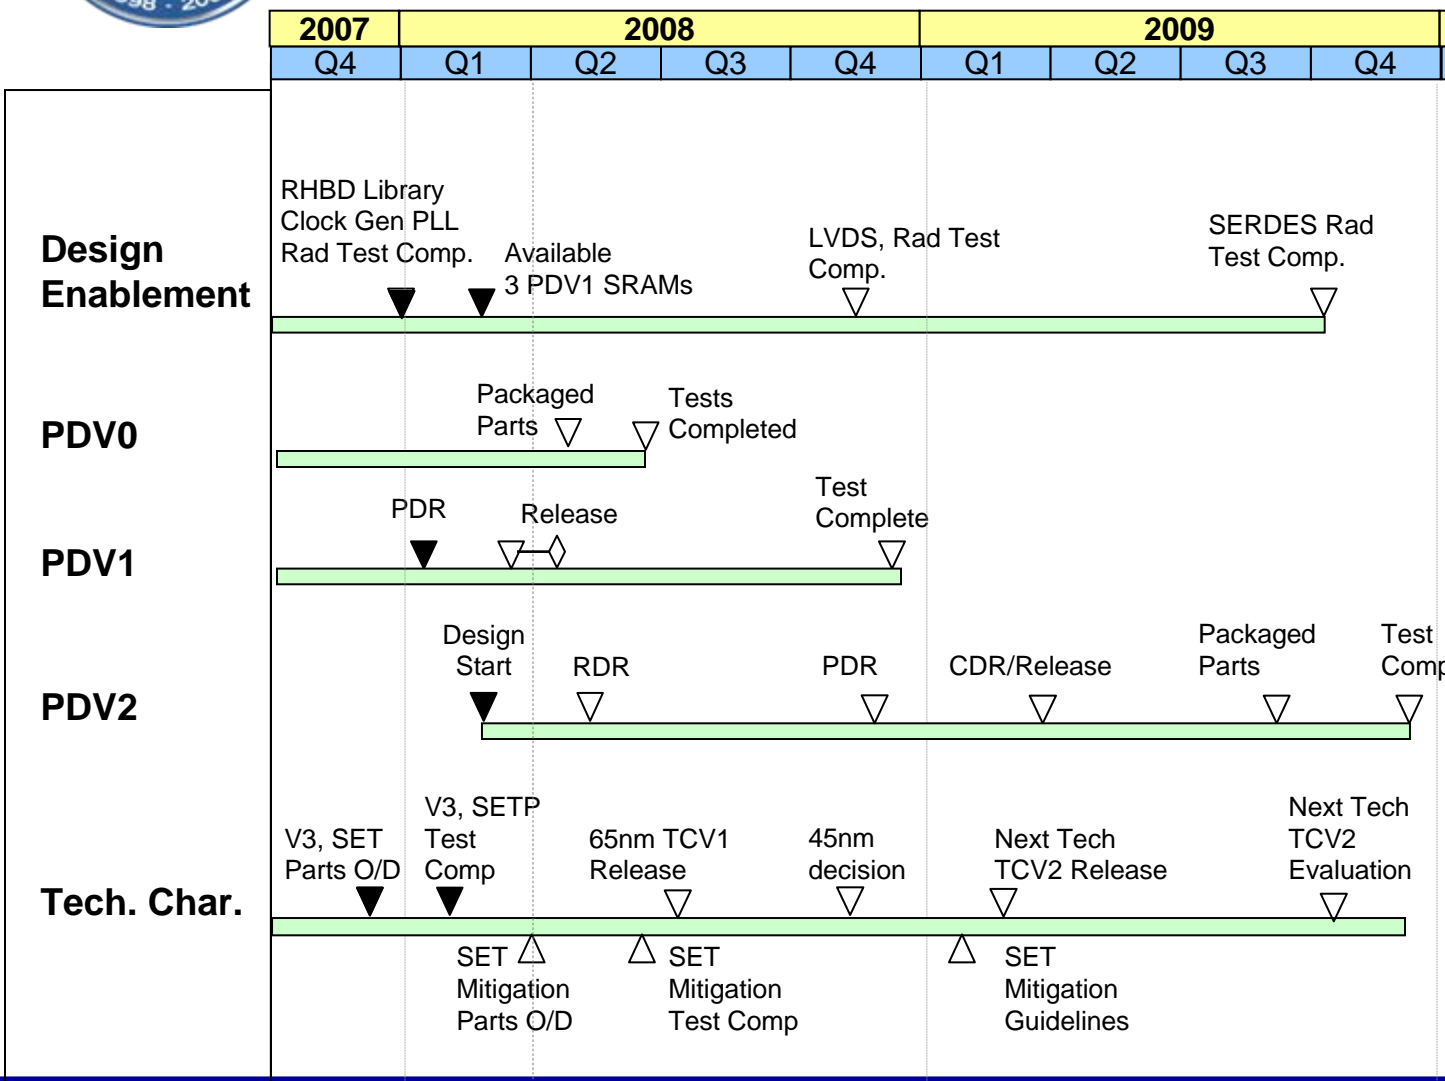 98 - 20
2007 2008 2009
Q4 Q1 Q2 Q3 Q4 Q1 Q2 Q3 Q4
Design
Enablement
RHBD Library
Clock Gen PLL
Rad Test Comp.
Available
3 PDV1 SRAMs
LVDS, Rad Test
Comp.
SERDES Rad
Test Comp.
PDV0
Packaged
Parts
Tests
Completed
PDV1
PDR
Release
Test
Complete
PDV2
Design
Start
RDR
PDR
CDR/Release
Packaged
Parts
Test
Comp
Tech. Char.
V3, SET
Parts O/D
V3, SETP
Test
Comp
65nm TCV1
Release
45nm
decision
Next Tech
TCV2 Release
Next Tech
TCV2
Evaluation
SET
Mitigation
Parts O/D
SET
Mitigation
Test Comp
SET
Mitigation
Guidelines